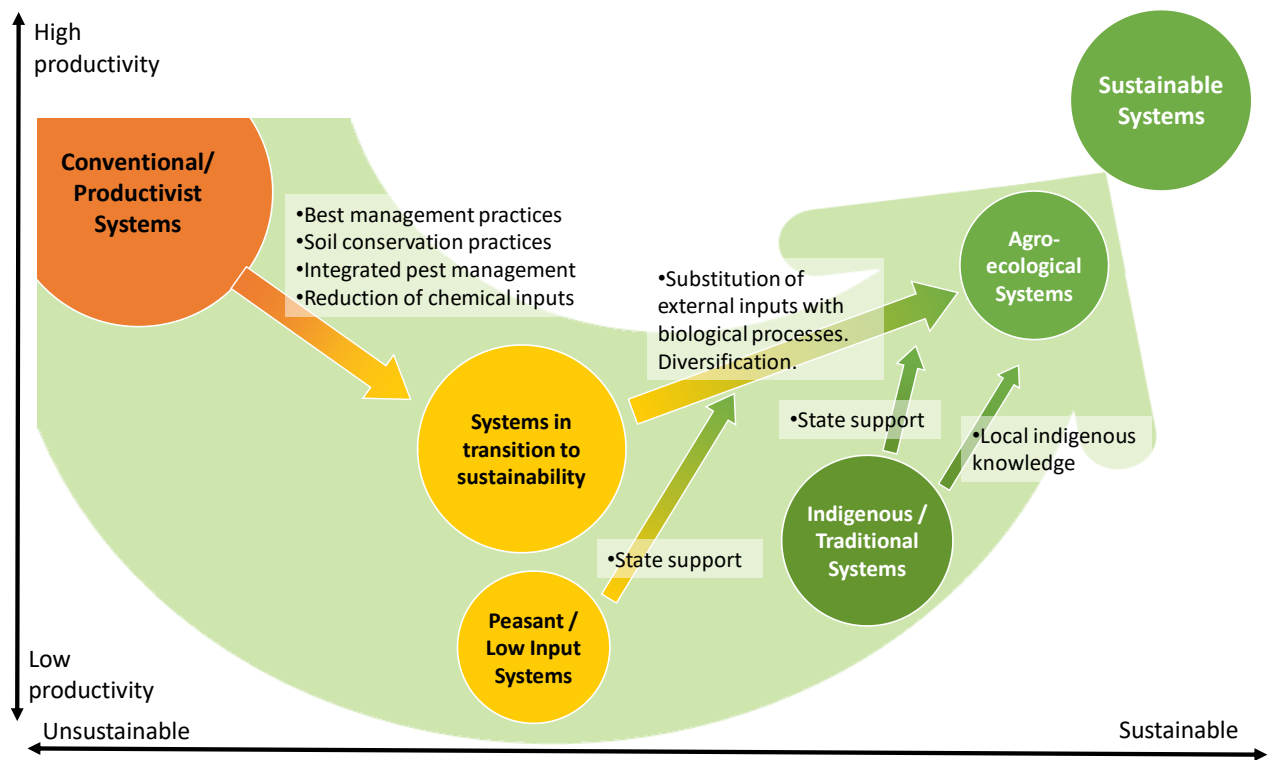 High
productivity
Sustainable
Systems
Conventional/
Productivist
Systems
•Best management practices
•Soil conservation practices
•Integrated pest management
•Reduction of chemical inputs
Agro-
ecological
Systems
•Substitution of
external inputs with
biological processes.
Diversification.
Systems in
transition to
sustainability
•State support
•Local indigenous
knowledge
Indigenous /
Traditional
Systems
•State support
Peasant /
Low Input
Systems
Low
productivity
Unsustainable
Sustainable